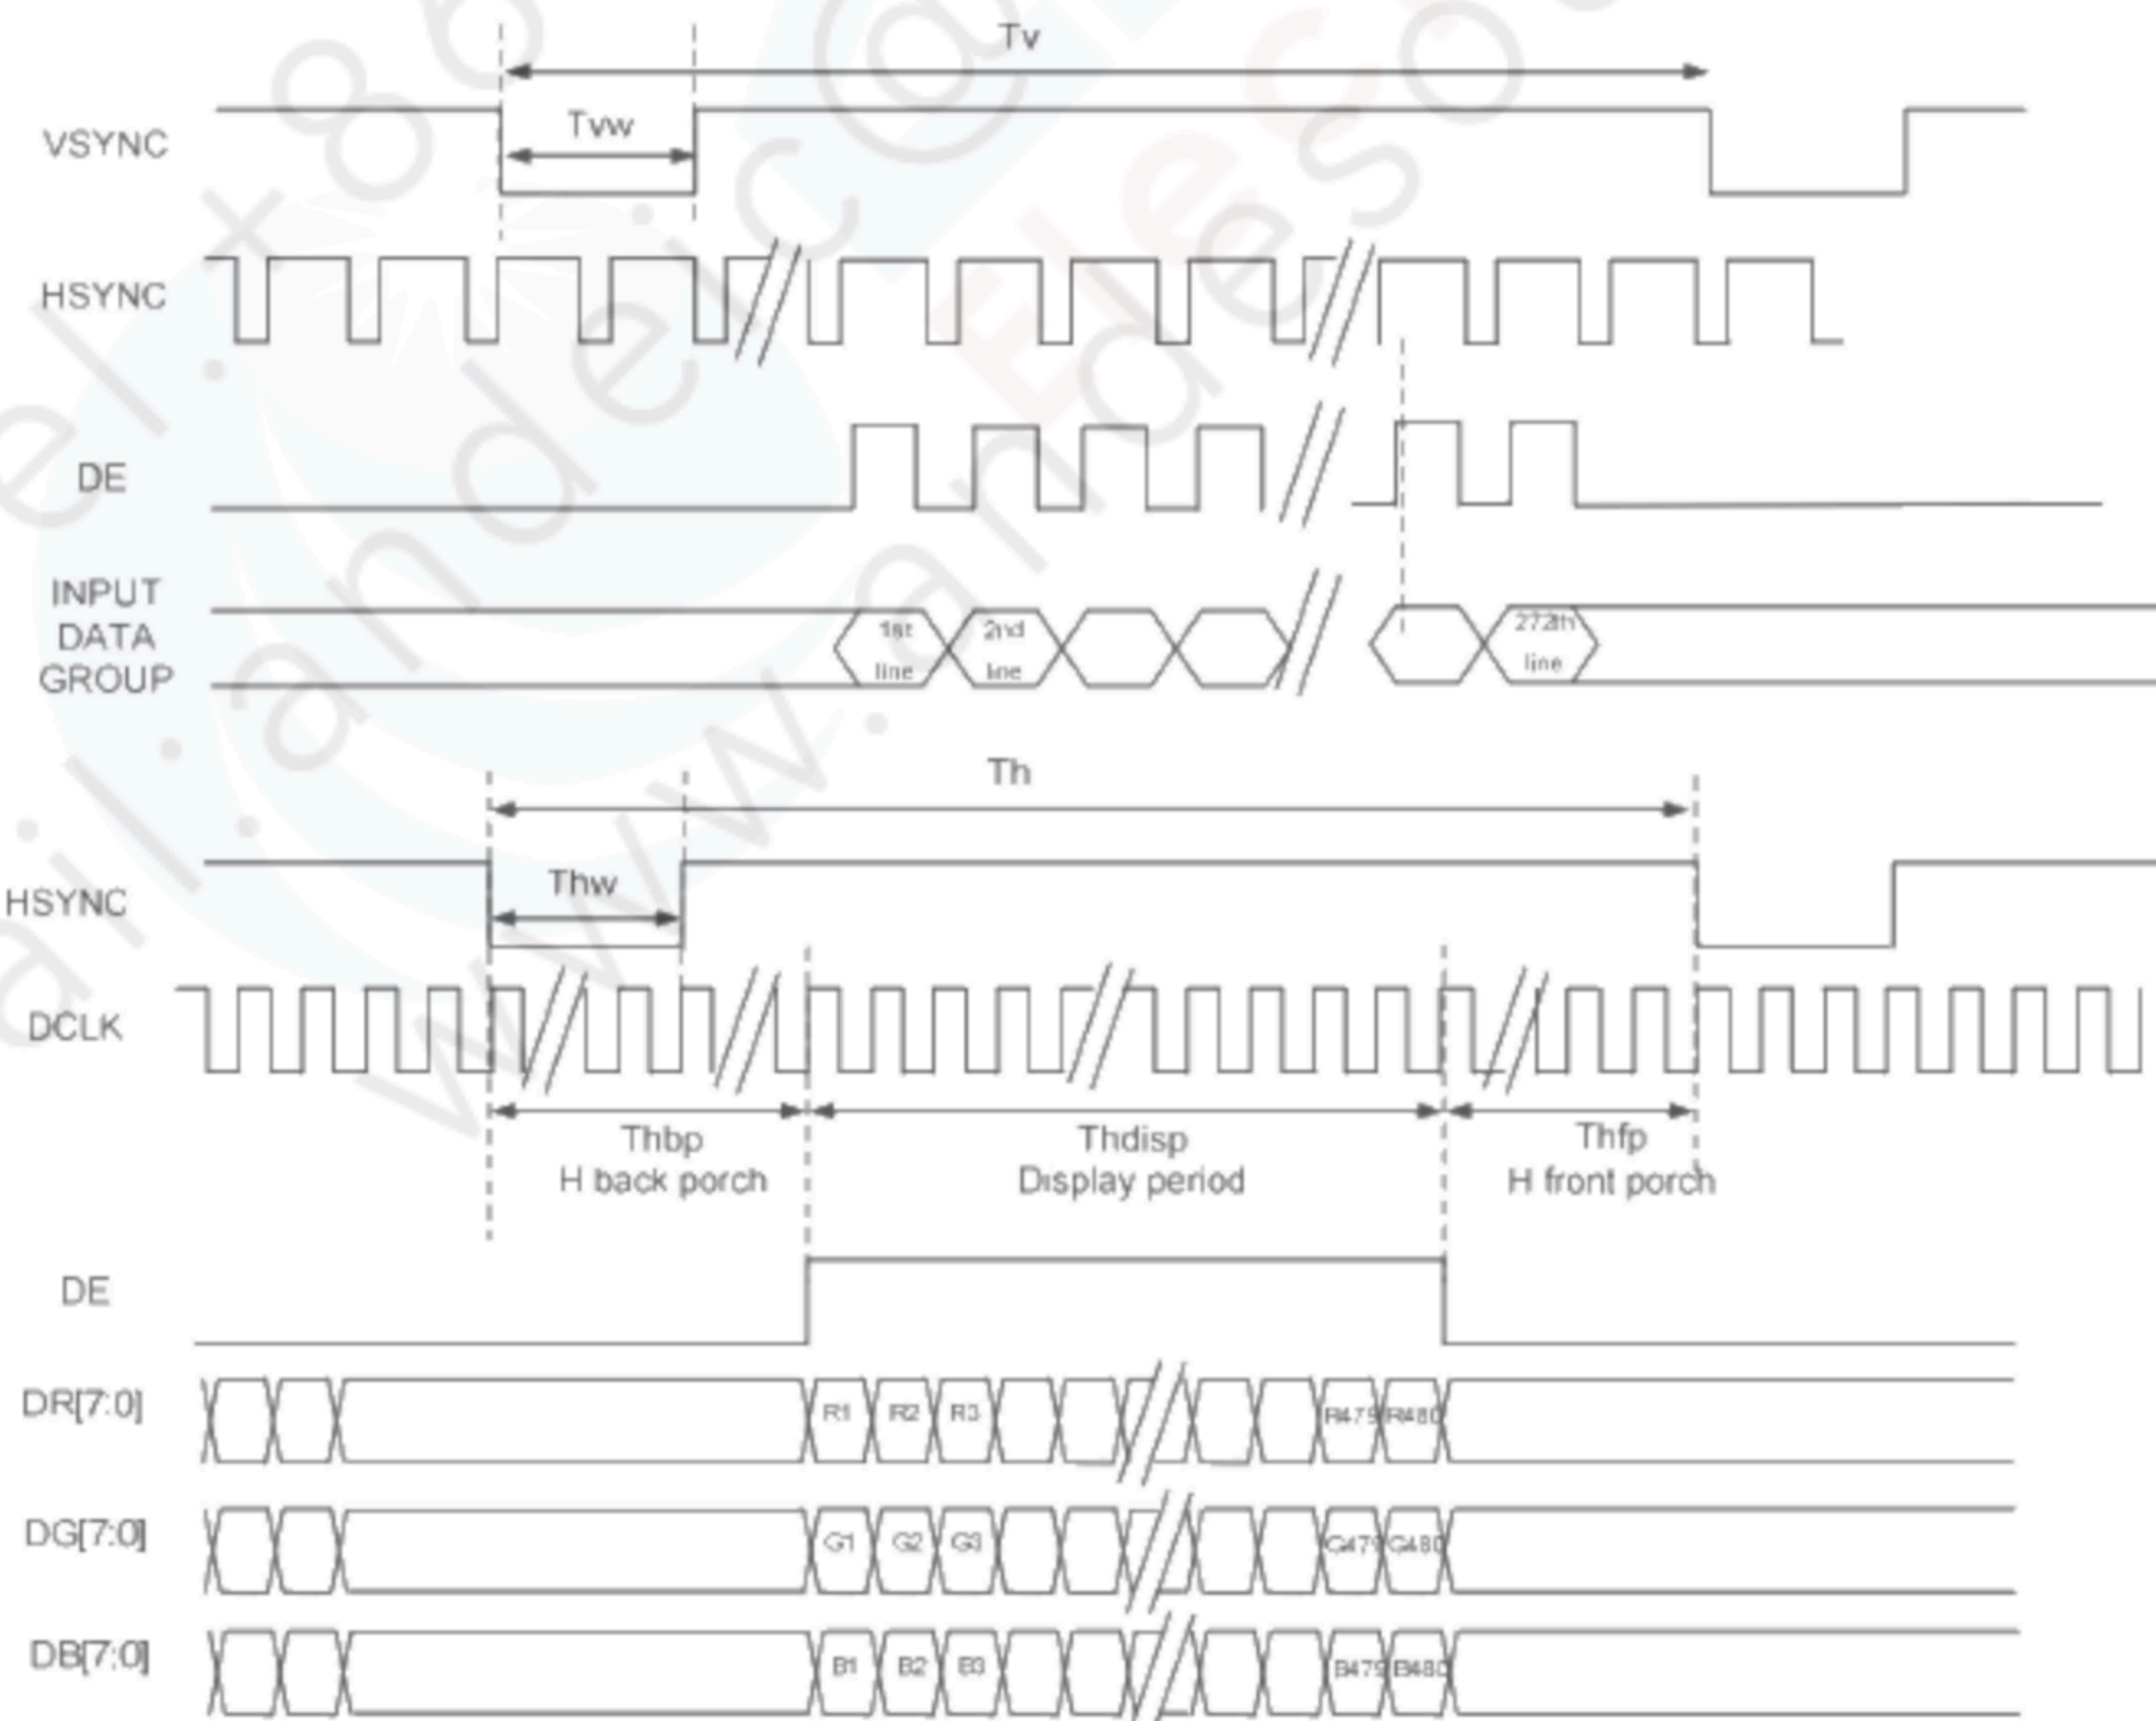 Tv
Tvw
VSYNC
HSYNC
DE
INPUT
DATA
GROUP
1st
line
2nd
line
272th
line
Th
Thw
HSYNC
DCLK
Thbp
H back porch
Thdisp
Display period
Thfp
H front porch
DE
DR[7:0]
R1 R2 R3 R479 R480
DG[7:0]
G1 G2 G3 G479 G480
DB[7:0]
B1 B2 B3 B479 B480